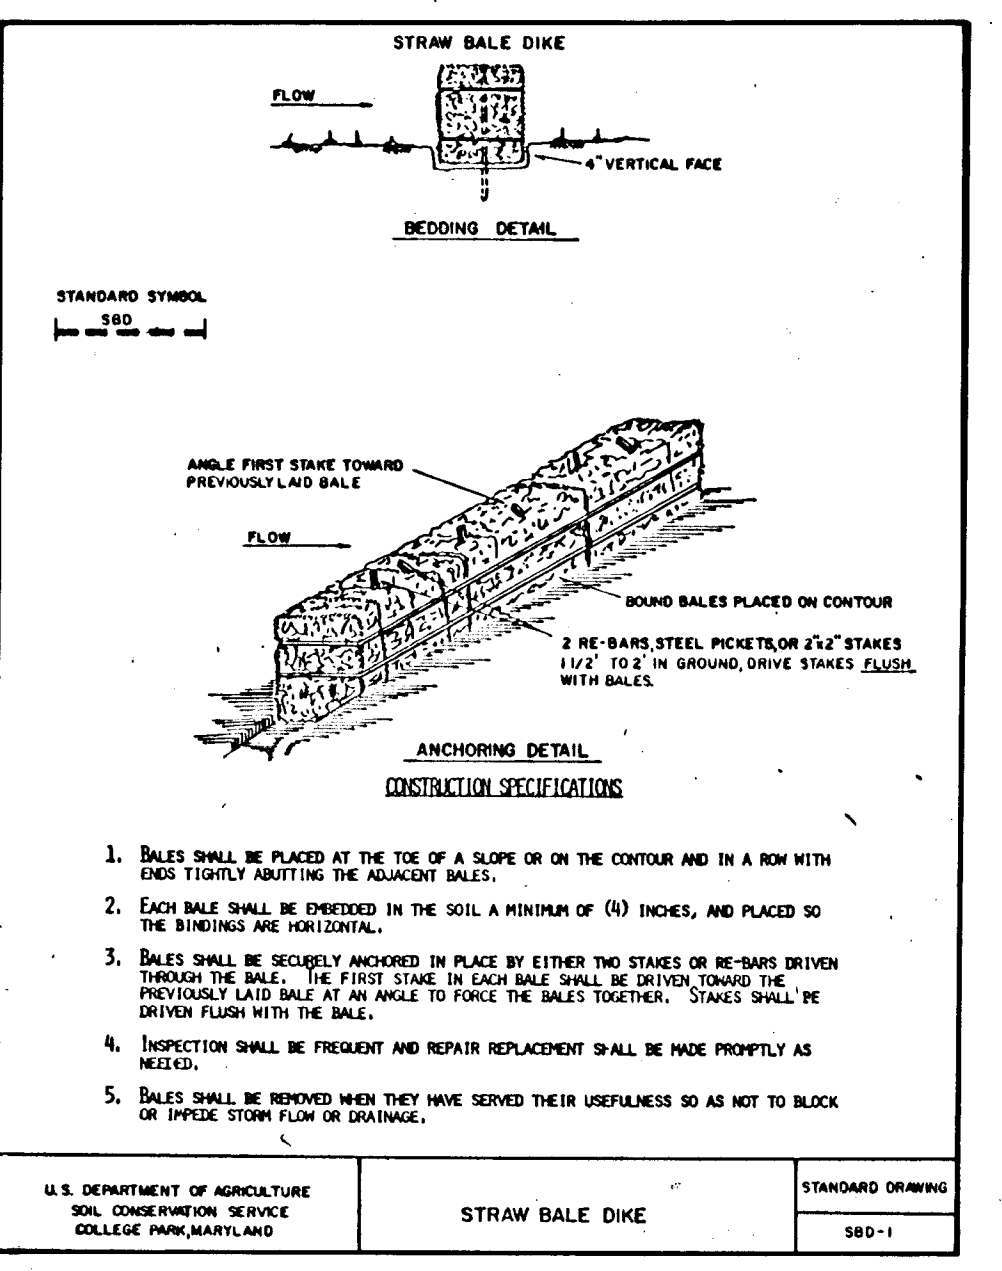 STRAW BALE DIKE
FLOW
4" VERTICAL FACE
BEDDING DETAIL
STANDARD SYMBOL
SBD
ANGLE FIRST STAKE TOWARD
PREVIOUSLY LAID BALE
FLOW
BOUND BALES PLACED ON CONTOUR
2 RE-BARS, STEEL PICKETS, OR 2"x2" STAKES
1 1/2' TO 2' IN GROUND, DRIVE STAKES FLUSH
WITH BALES.
ANCHORING DETAIL
CONSTRUCTION SPECIFICATIONS
1. BALES SHALL BE PLACED AT THE TOE OF A SLOPE OR ON THE CONTOUR AND IN A ROW WITH
ENDS TIGHTLY ABUTTING THE ADJACENT BALES.
2. EACH BALE SHALL BE EMBEDDED IN THE SOIL A MINIMUM OF (4) INCHES, AND PLACED SO
THE BINDINGS ARE HORIZONTAL.
3. BALES SHALL BE SECURELY ANCHORED IN PLACE BY EITHER TWO STAKES OR RE-BARS DRIVEN
THROUGH THE BALE. THE FIRST STAKE IN EACH BALE SHALL BE DRIVEN TOWARD THE
PREVIOUSLY LAID BALE AT AN ANGLE TO FORCE THE BALES TOGETHER. STAKES SHALL BE
DRIVEN FLUSH WITH THE BALE.
4. INSPECTION SHALL BE FREQUENT AND REPAIR REPLACEMENT SHALL BE MADE PROMPTLY AS
NEEDED.
5. BALES SHALL BE REMOVED WHEN THEY HAVE SERVED THEIR USEFULNESS SO AS NOT TO BLOCK
OR IMPEDE STORM FLOW OR DRAINAGE.
U.S. DEPARTMENT OF AGRICULTURE
SOIL CONSERVATION SERVICE
COLLEGE PARK, MARYLAND
STRAW BALE DIKE
STANDARD DRAWING
SBD-1